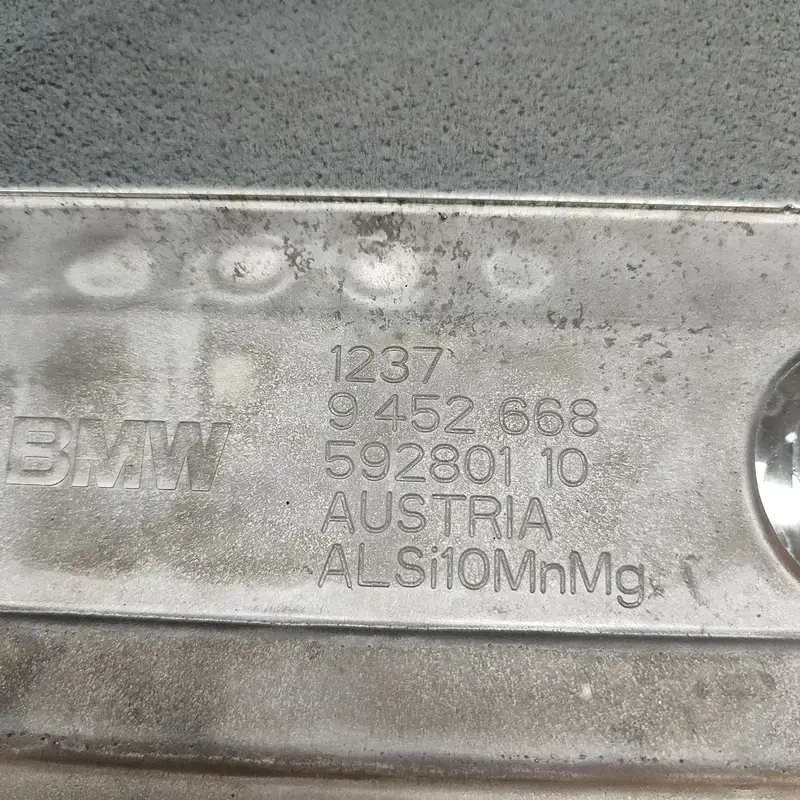 1237
9 452 668
BMW
592801 10
AUSTRIA
ALSi10MnMg